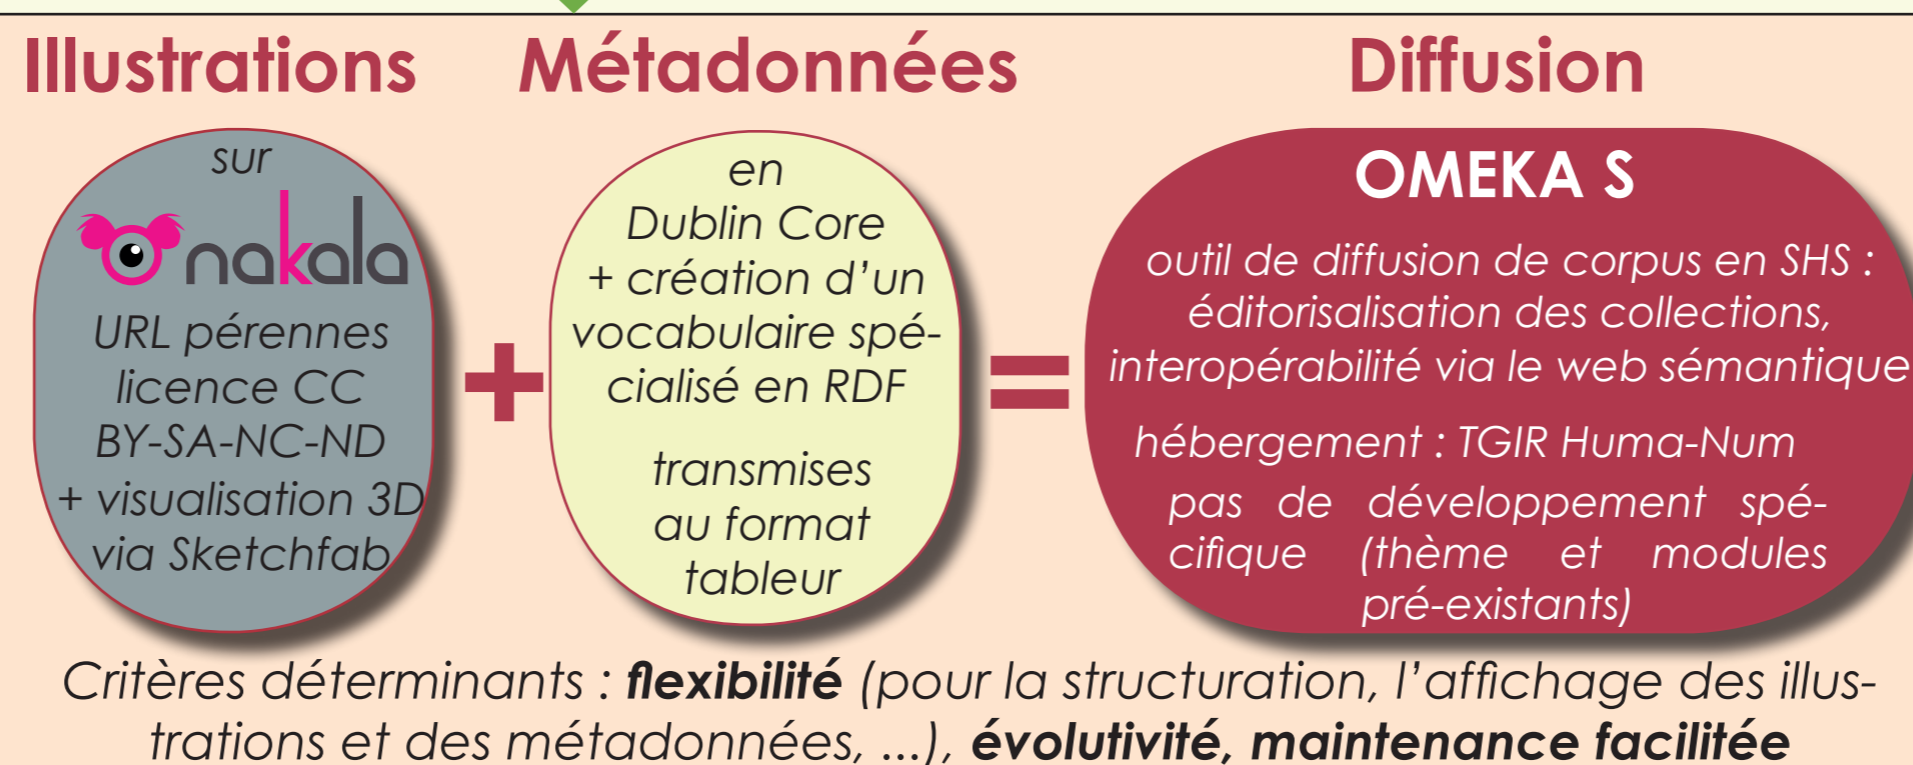 Illustrations
sur
nakala
URL pérennes
licence CC
BY-SA-NC-ND
+ visualisation 3D
via Sketchfab
+
Métadonnées
en
Dublin Core
+ création d’un
vocabulaire spé-
cialisé en RDF
transmises
au format
tableur
=
Diffusion
OMEKA S
outil de diffusion de corpus en SHS :
éditorisalisation des collections,
interopérabilité via le web sémantique
hébergement : TGIR Huma-Num
pas de développement spé-
cifique (thème et modules
pré-existants)
Critères déterminants : flexibilité (pour la structuration, l’affichage des illus-
trations et des métadonnées, ...), évolutivité, maintenance facilitée